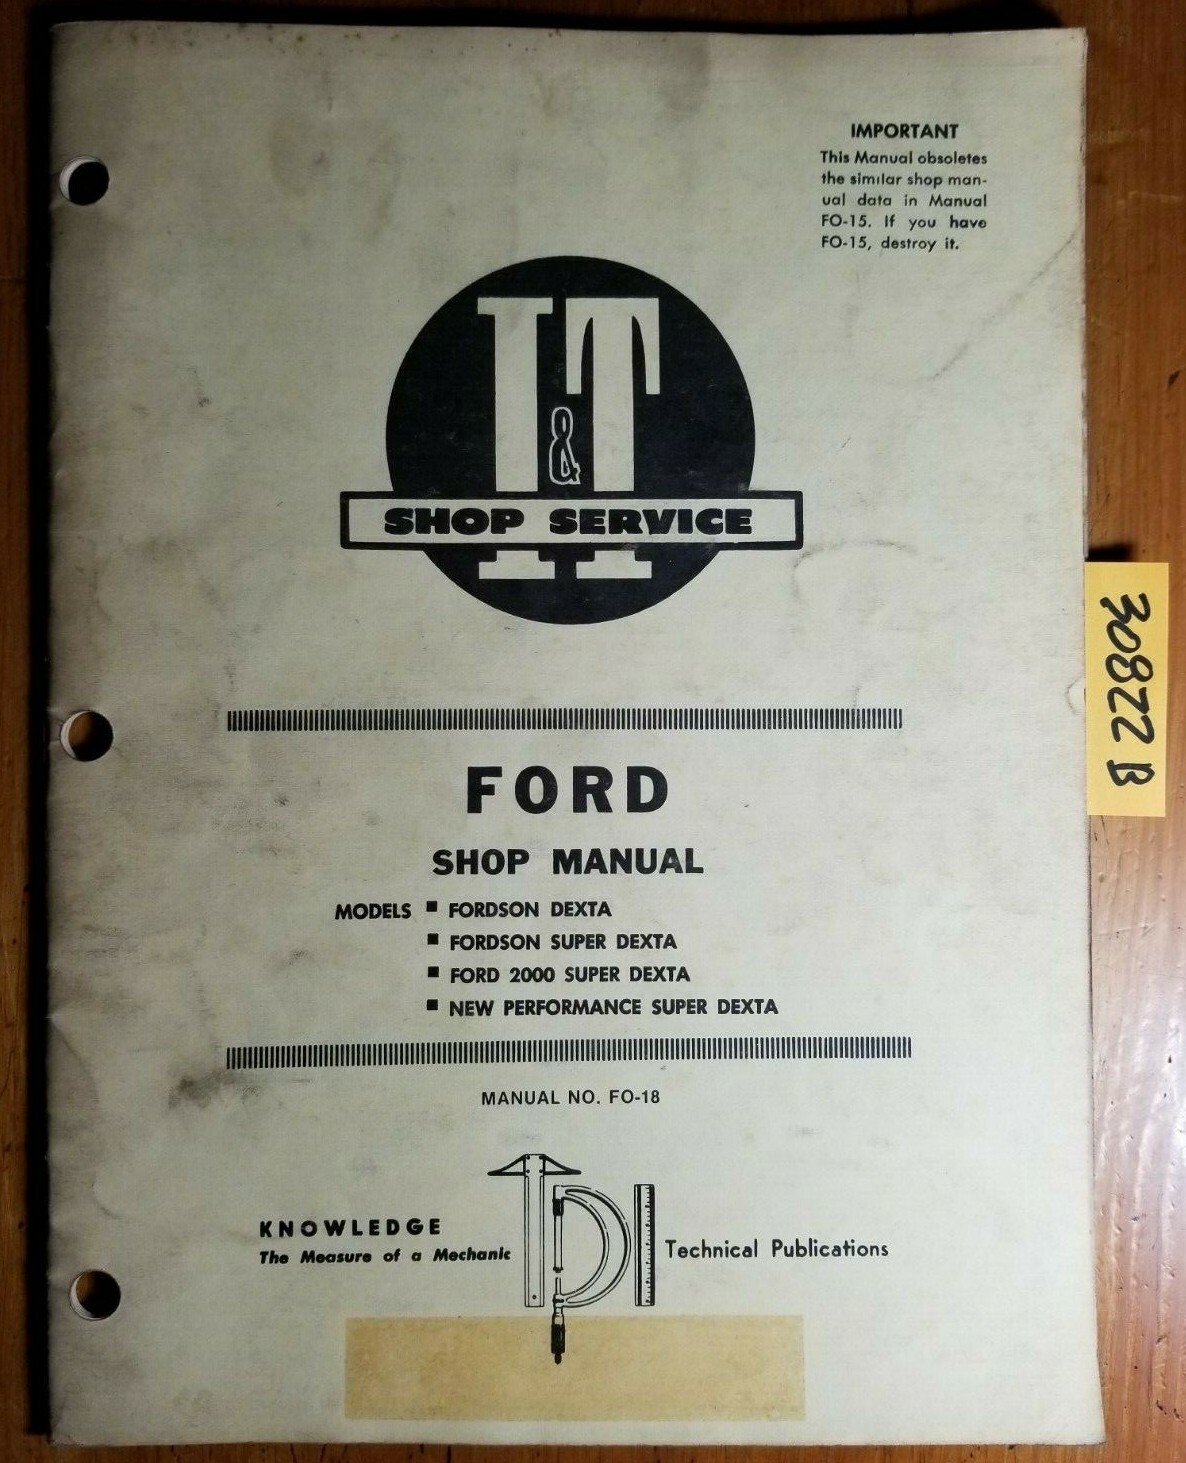 IMPORTANT
This Manual obsoletes
the similar shop man-
ual data in Manual
FO-15. If you have
FO-15, destroy it.
I&T
SHOP SERVICE
30822 B
FORD
SHOP MANUAL
MODELS ■ FORDSON DEXTA
■ FORDSON SUPER DEXTA
■ FORD 2000 SUPER DEXTA
■ NEW PERFORMANCE SUPER DEXTA
MANUAL NO. FO-18
KNOWLEDGE
The Measure of a Mechanic
TDI
Technical Publications